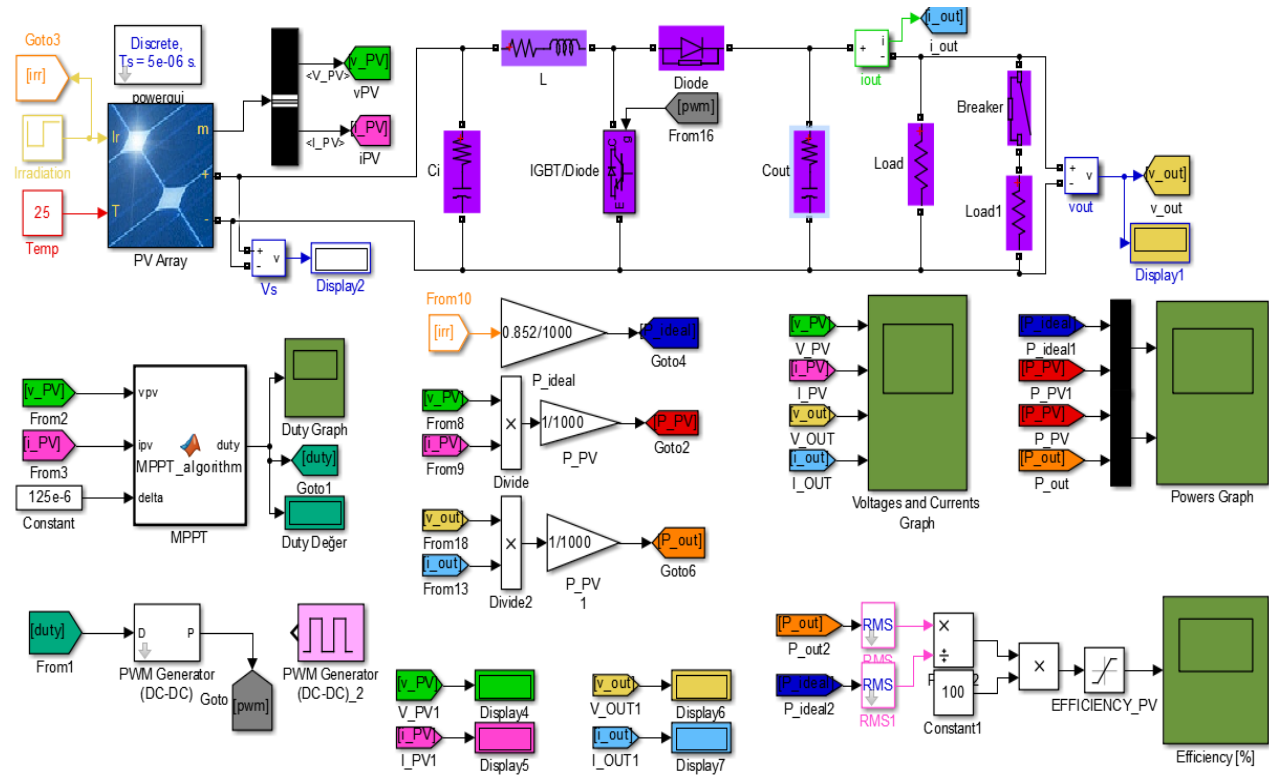 Goto3
[irr]
Discrete,
Ts = 5e-06 s.
powergui
Irradiation
25
Temp
Ir
T
m
+
-
PV Array
<V_PV>
[v_PV]
vPV
<I_PV>
[i_PV]
iPV
+
-
v
Vs
Display2
Ci
L
C
g
E
IGBT/Diode
Diode
[pwm]
From16
Cout
+
-
i
iout
[i_out]
i_out
Load
Breaker
Load1
+
-
v
vout
[v_out]
v_out
Display1
[v_PV]
From2
[i_PV]
From3
125e-6
Constant
vpv
ipv
delta
duty
MPPT_algorithm
MPPT
Duty Graph
[duty]
Goto1
Duty Değer
From10
[irr]
0.852/1000
P_ideal
[P_ideal]
Goto4
[v_PV]
From8
[i_PV]
From9
×
Divide
1/1000
P_PV
[P_PV]
Goto2
[v_out]
From18
[i_out]
From13
×
Divide2
1/1000
P_PV
1
[P_out]
Goto6
[v_PV]
V_PV
[i_PV]
I_PV
[v_out]
V_OUT
[i_out]
I_OUT
Voltages and Currents
Graph
[P_ideal]
P_ideal1
[P_PV]
P_PV1
[P_PV]
P_PV
[P_out]
P_out
Powers Graph
[duty]
From1
D
P
PWM Generator
(DC-DC)
Goto
[pwm]
PWM Generator
(DC-DC)_2
[v_PV]
V_PV1
Display4
[i_PV]
I_PV1
Display5
[v_out]
V_OUT1
Display6
[i_out]
I_OUT1
Display7
[P_out]
P_out2
RMS
RMS
[P_ideal]
P_ideal2
RMS
RMS1
×
÷
100
Constant1
×
EFFICIENCY_PV
Efficiency [%]